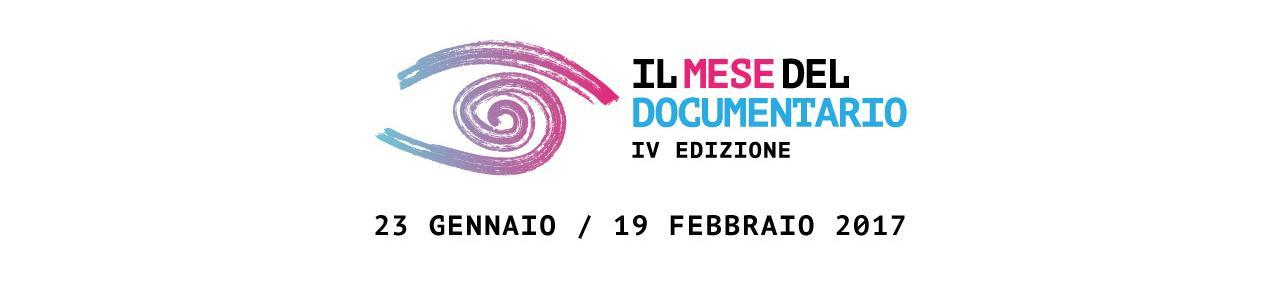 IL MESE DEL
DOCUMENTARIO
IV EDIZIONE
23 GENNAIO / 19 FEBBRAIO 2017